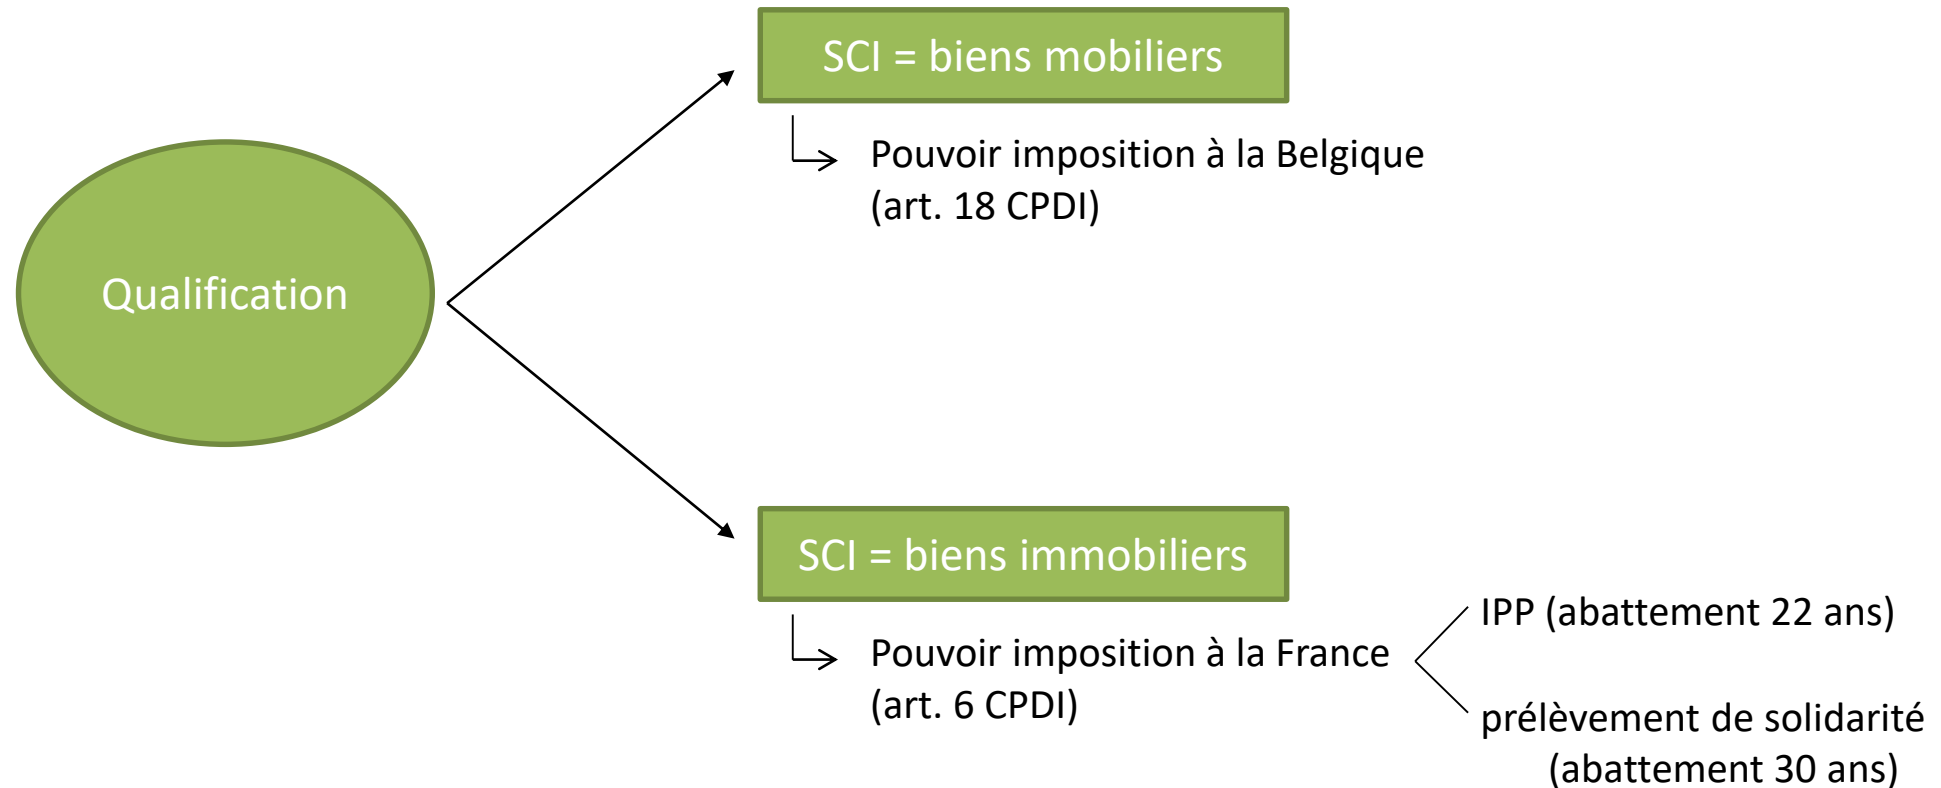 SCI = biens mobiliers
Pouvoir imposition à la Belgique
(art. 18 CPDI)
Qualification
SCI = biens immobiliers
Pouvoir imposition à la France
(art. 6 CPDI)
IPP (abattement 22 ans)
prélèvement de solidarité
(abattement 30 ans)